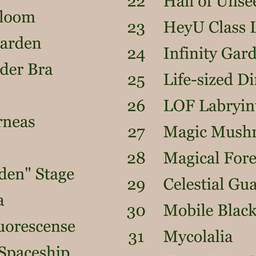 loom
arden
der Bra
rneas
den" Stage
a
uorescense
Spaceship
22 Hall of Unsee
23 HeyU Class L
24 Infinity Gard
25 Life-sized Di
26 LOF Labryin
27 Magic Mushr
28 Magical Fore
29 Celestial Gua
30 Mobile Black
31 Mycolalia